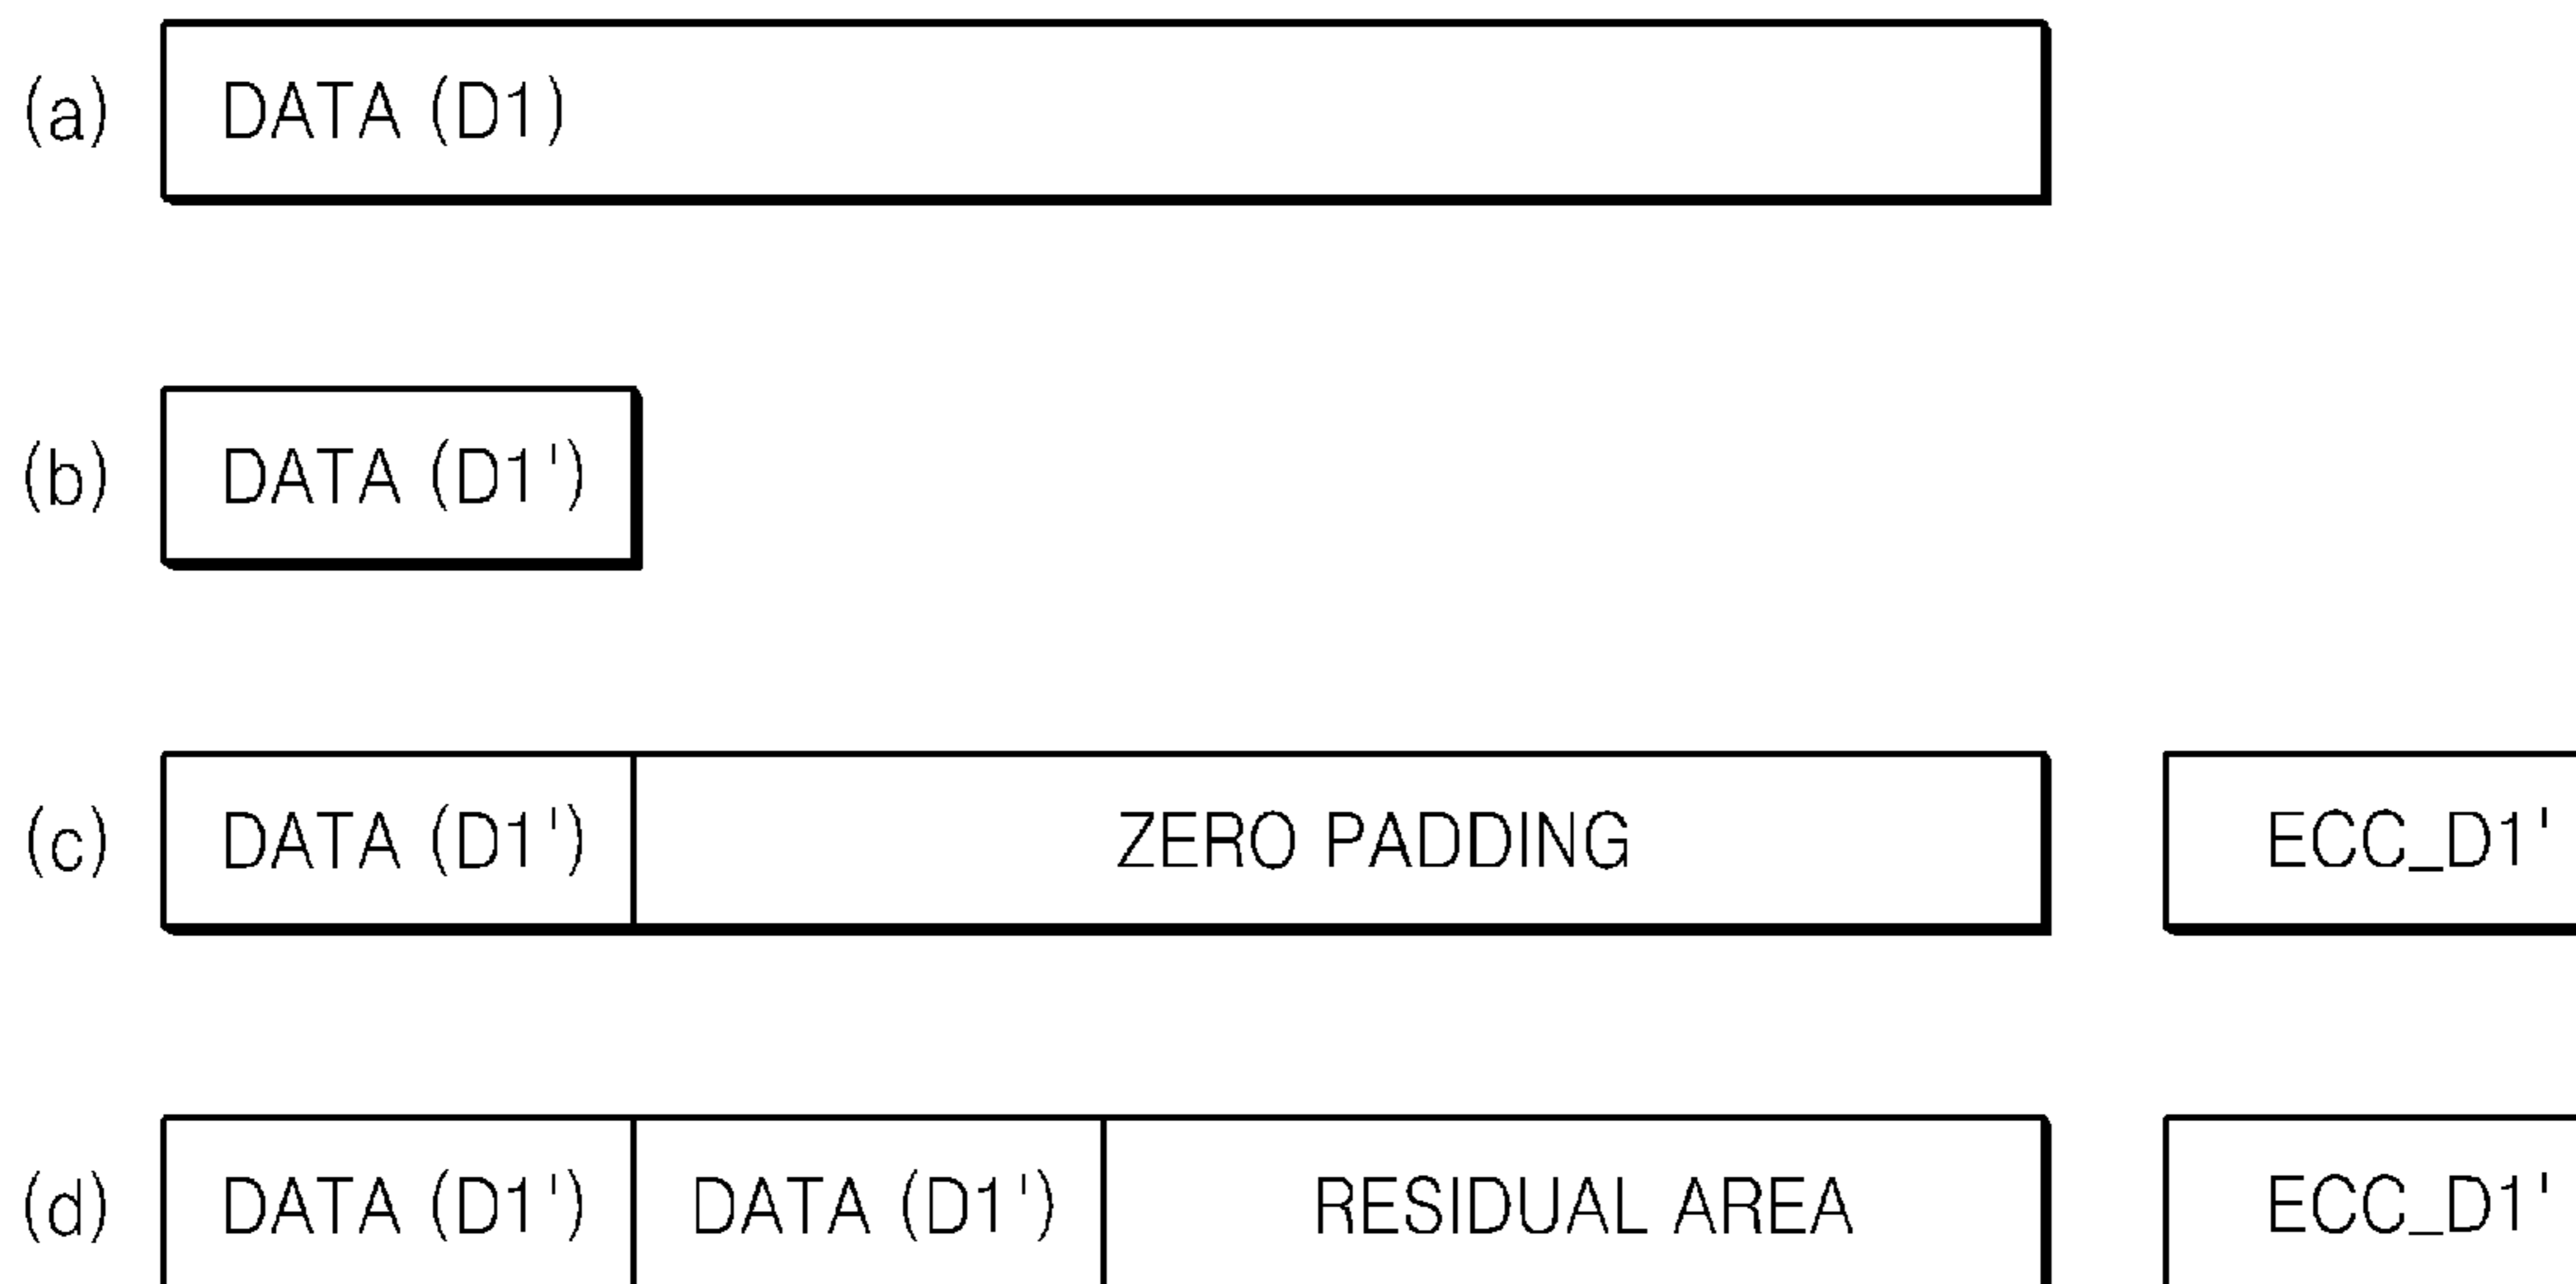 (a) DATA (D1)
(b) DATA (D1')
(c) DATA (D1') ZERO PADDING ECC_D1'
(d) DATA (D1') DATA (D1') RESIDUAL AREA ECC_D1'